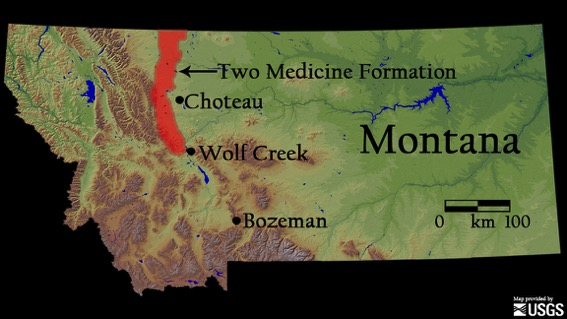 Two Medicine Formation
Choteau
Montana
Wolf Creek
0 km 100
Bozeman
Map provided by
USGS